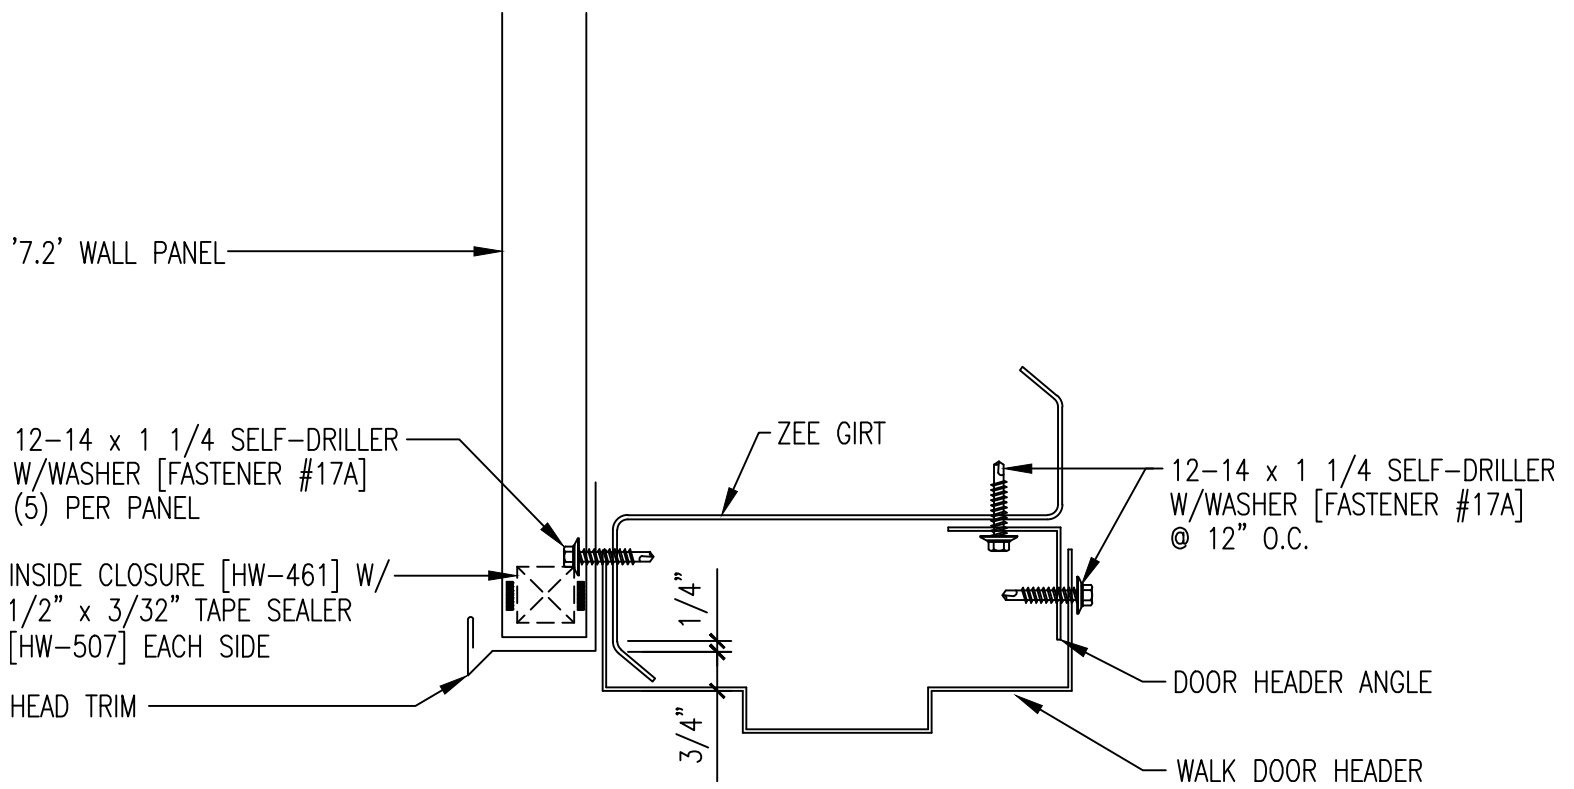 '7.2' WALL PANEL
12-14 x 1 1/4 SELF-DRILLER
W/WASHER [FASTENER #17A]
(5) PER PANEL
INSIDE CLOSURE [HW-461] W/
1/2" x 3/32" TAPE SEALER
[HW-507] EACH SIDE
HEAD TRIM
ZEE GIRT
1/4"
3/4"
12-14 x 1 1/4 SELF-DRILLER
W/WASHER [FASTENER #17A]
@ 12" O.C.
DOOR HEADER ANGLE
WALK DOOR HEADER